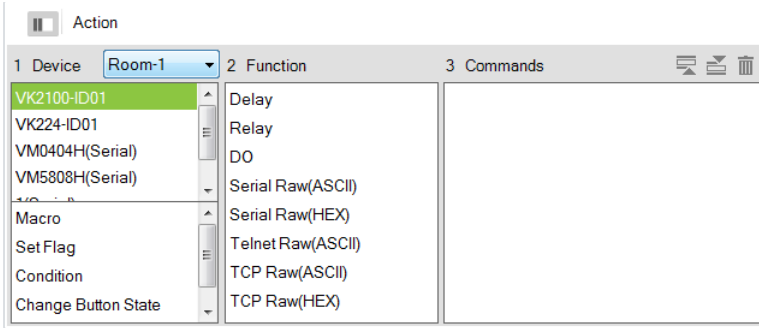 Action
1 Device Room-1 2 Function 3 Commands
VK2100-ID01
VK224-ID01
VM0404H(Serial)
VM5808H(Serial)
Macro
Set Flag
Condition
Change Button State
Delay
Relay
DO
Serial Raw(ASCII)
Serial Raw(HEX)
Telnet Raw(ASCII)
TCP Raw(ASCII)
TCP Raw(HEX)